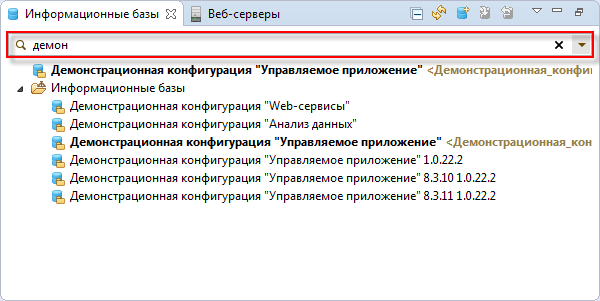 Информационные базы Веб-серверы
демон
Демонстрационная конфигурация "Управляемое приложение" <Демонстрационная_конфи
Информационные базы
Демонстрационная конфигурация "Web-сервисы"
Демонстрационная конфигурация "Анализ данных"
Демонстрационная конфигурация "Управляемое приложение" <Демонстрационная_кон
Демонстрационная конфигурация "Управляемое приложение" 1.0.22.2
Демонстрационная конфигурация "Управляемое приложение" 8.3.10 1.0.22.2
Демонстрационная конфигурация "Управляемое приложение" 8.3.11 1.0.22.2